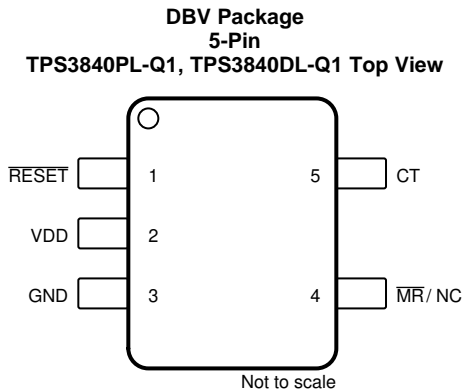 DBV Package
5-Pin
TPS3840PL-Q1, TPS3840DL-Q1 Top View
RESET 1 5 CT
VDD 2
GND 3 4 MR / NC
Not to scale